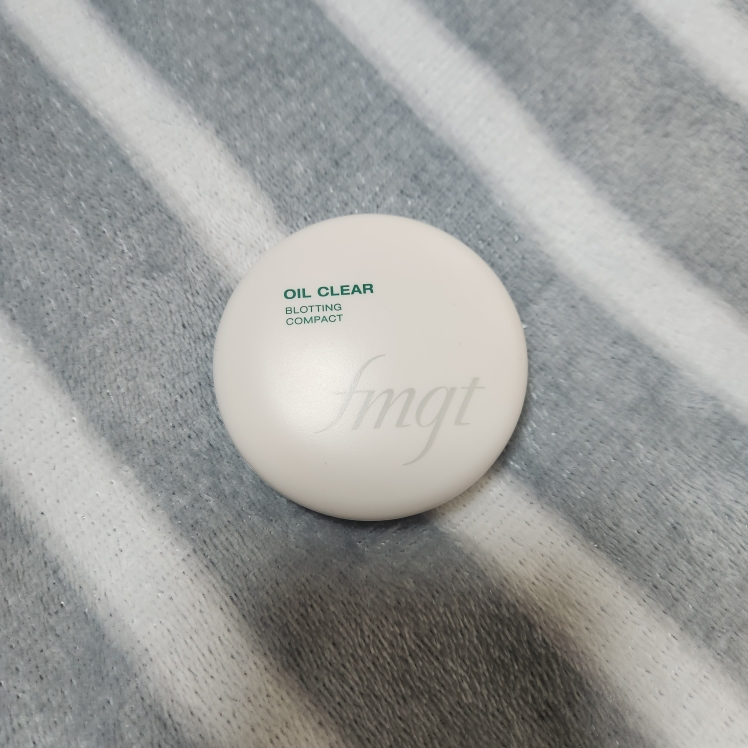 OIL CLEAR
BLOTTING
COMPACT
fmgt